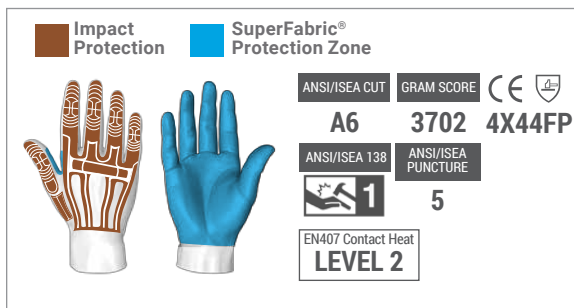 Impact
Protection
SuperFabric®
Protection Zone
ANSI/ISEA CUT
GRAM SCORE
CE
A6
3702
4X44FP
ANSI/ISEA 138
ANSI/ISEA
PUNCTURE
1
5
EN407 Contact Heat
LEVEL 2